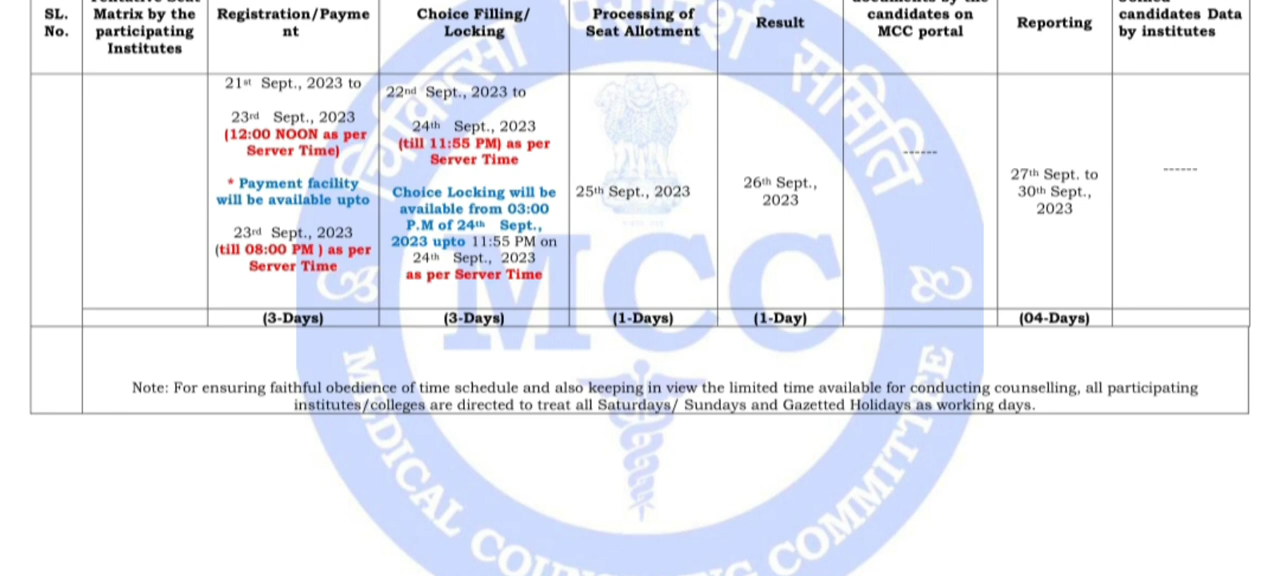 SL.
No.
Matrix by the
participating
Institutes
Registration/Payme
nt
Choice Filling/
Locking
Processing of
Seat Allotment
Result
candidates on
MCC portal
Reporting
candidates Data
by institutes
21st Sept., 2023 to
23rd Sept., 2023
(12:00 NOON as per
Server Time)
* Payment facility
will be available upto
23rd Sept., 2023
(till 08:00 PM ) as per
Server Time
22nd Sept., 2023 to
24th Sept., 2023
(till 11:55 PM) as per
Server Time
Choice Locking will be
available from 03:00
P.M of 24th Sept.,
2023 upto 11:55 PM on
24th Sept., 2023
as per Server Time
25th Sept., 2023
26th Sept.,
2023
------
27th Sept. to
30th Sept.,
2023
------
(3-Days)
(3-Days)
(1-Days)
(1-Day)
(04-Days)
Note: For ensuring faithful obedience of time schedule and also keeping in view the limited time available for conducting counselling, all participating
institutes/colleges are directed to treat all Saturdays/ Sundays and Gazetted Holidays as working days.
समिति
MCC
MEDICAL
COMMITTEE